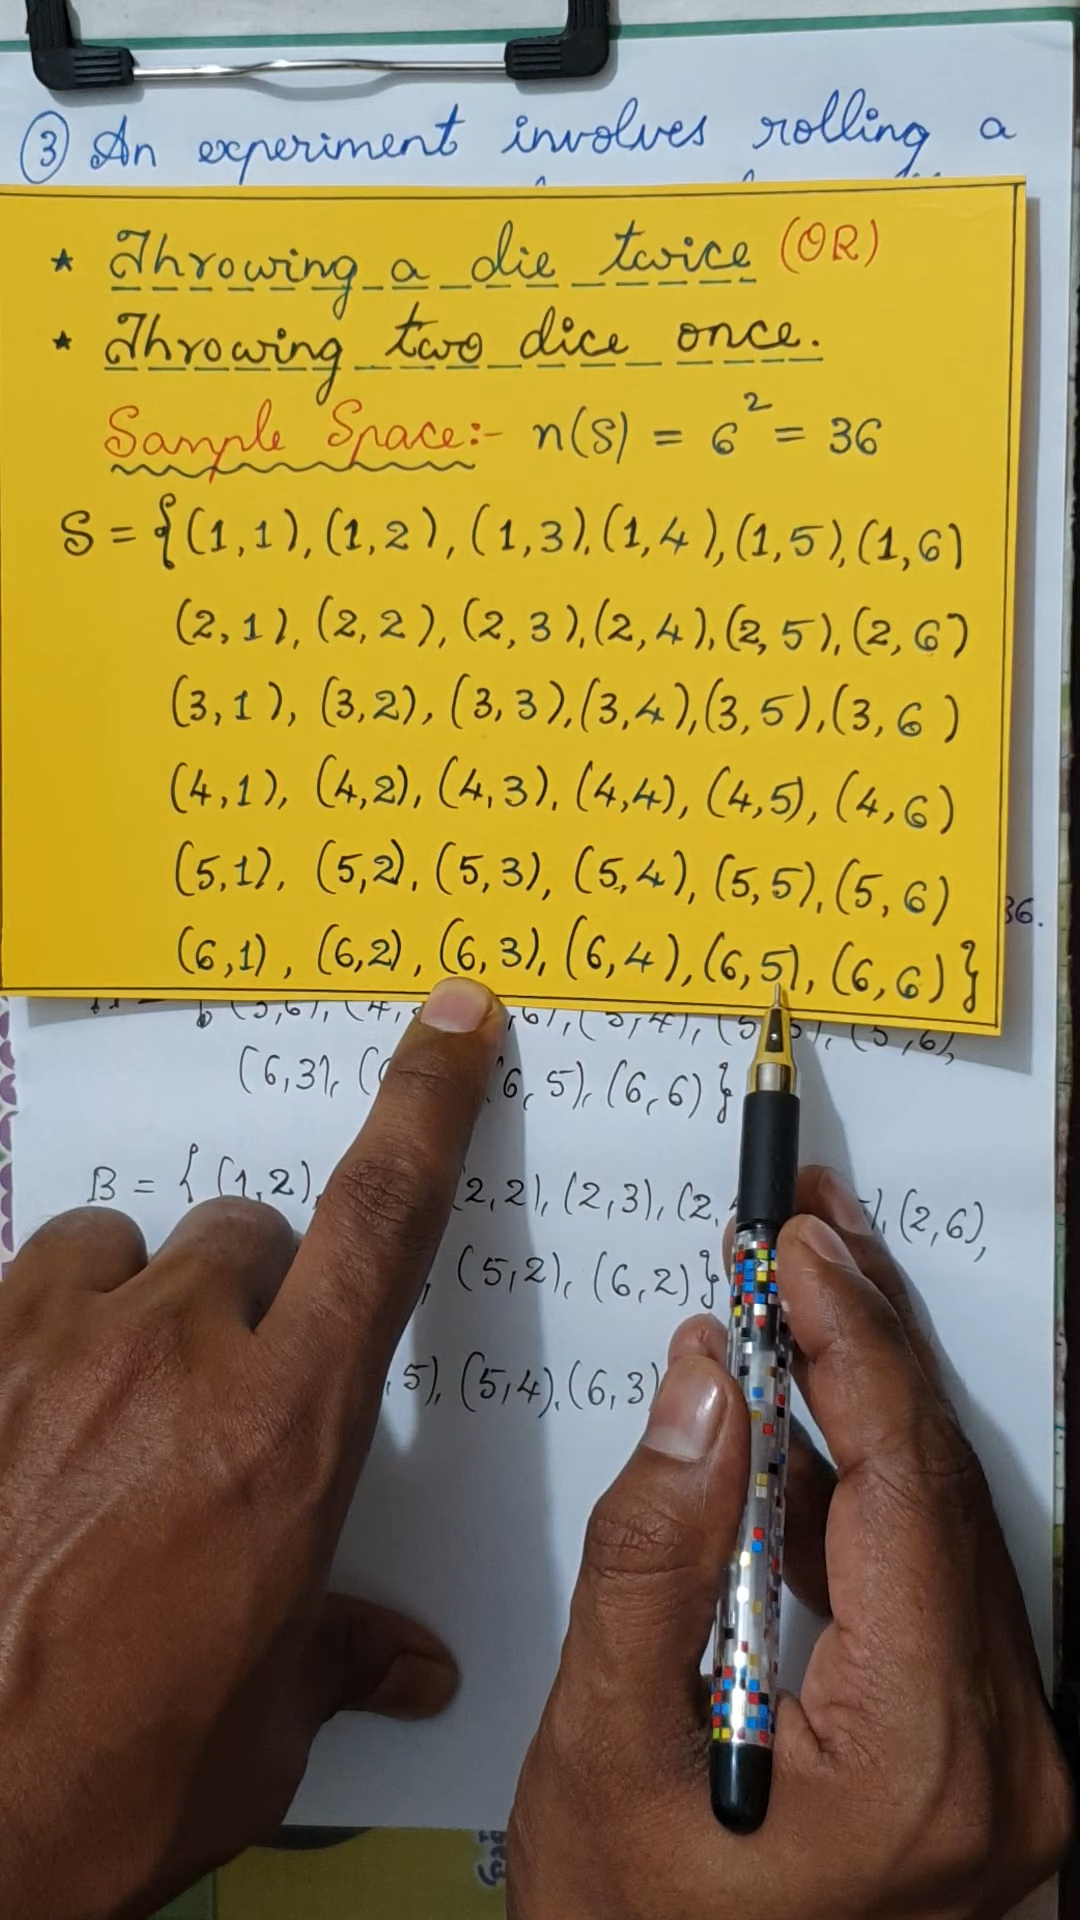 ③ An experiment involves rolling a
* Throwing a die twice (OR)
* Throwing two dice once.
Sample Space:- n(S) = 6² = 36
S = {(1,1), (1,2), (1,3), (1,4), (1,5), (1,6)
(2,1), (2,2), (2,3), (2,4), (2,5), (2,6)
(3,1), (3,2), (3,3), (3,4), (3,5), (3,6)
(4,1), (4,2), (4,3), (4,4), (4,5), (4,6)
(5,1), (5,2), (5,3), (5,4), (5,5), (5,6)
36.
(6,1), (6,2), (6,3), (6,4), (6,5), (6,6)}
(5,4), (5,6),
(6,3), 6,5), (6,6)}
B = {(1,2), 2,2), (2,3), (2, ), (2,6),
, (5,2), (6,2)}
,5), (5,4), (6,3)